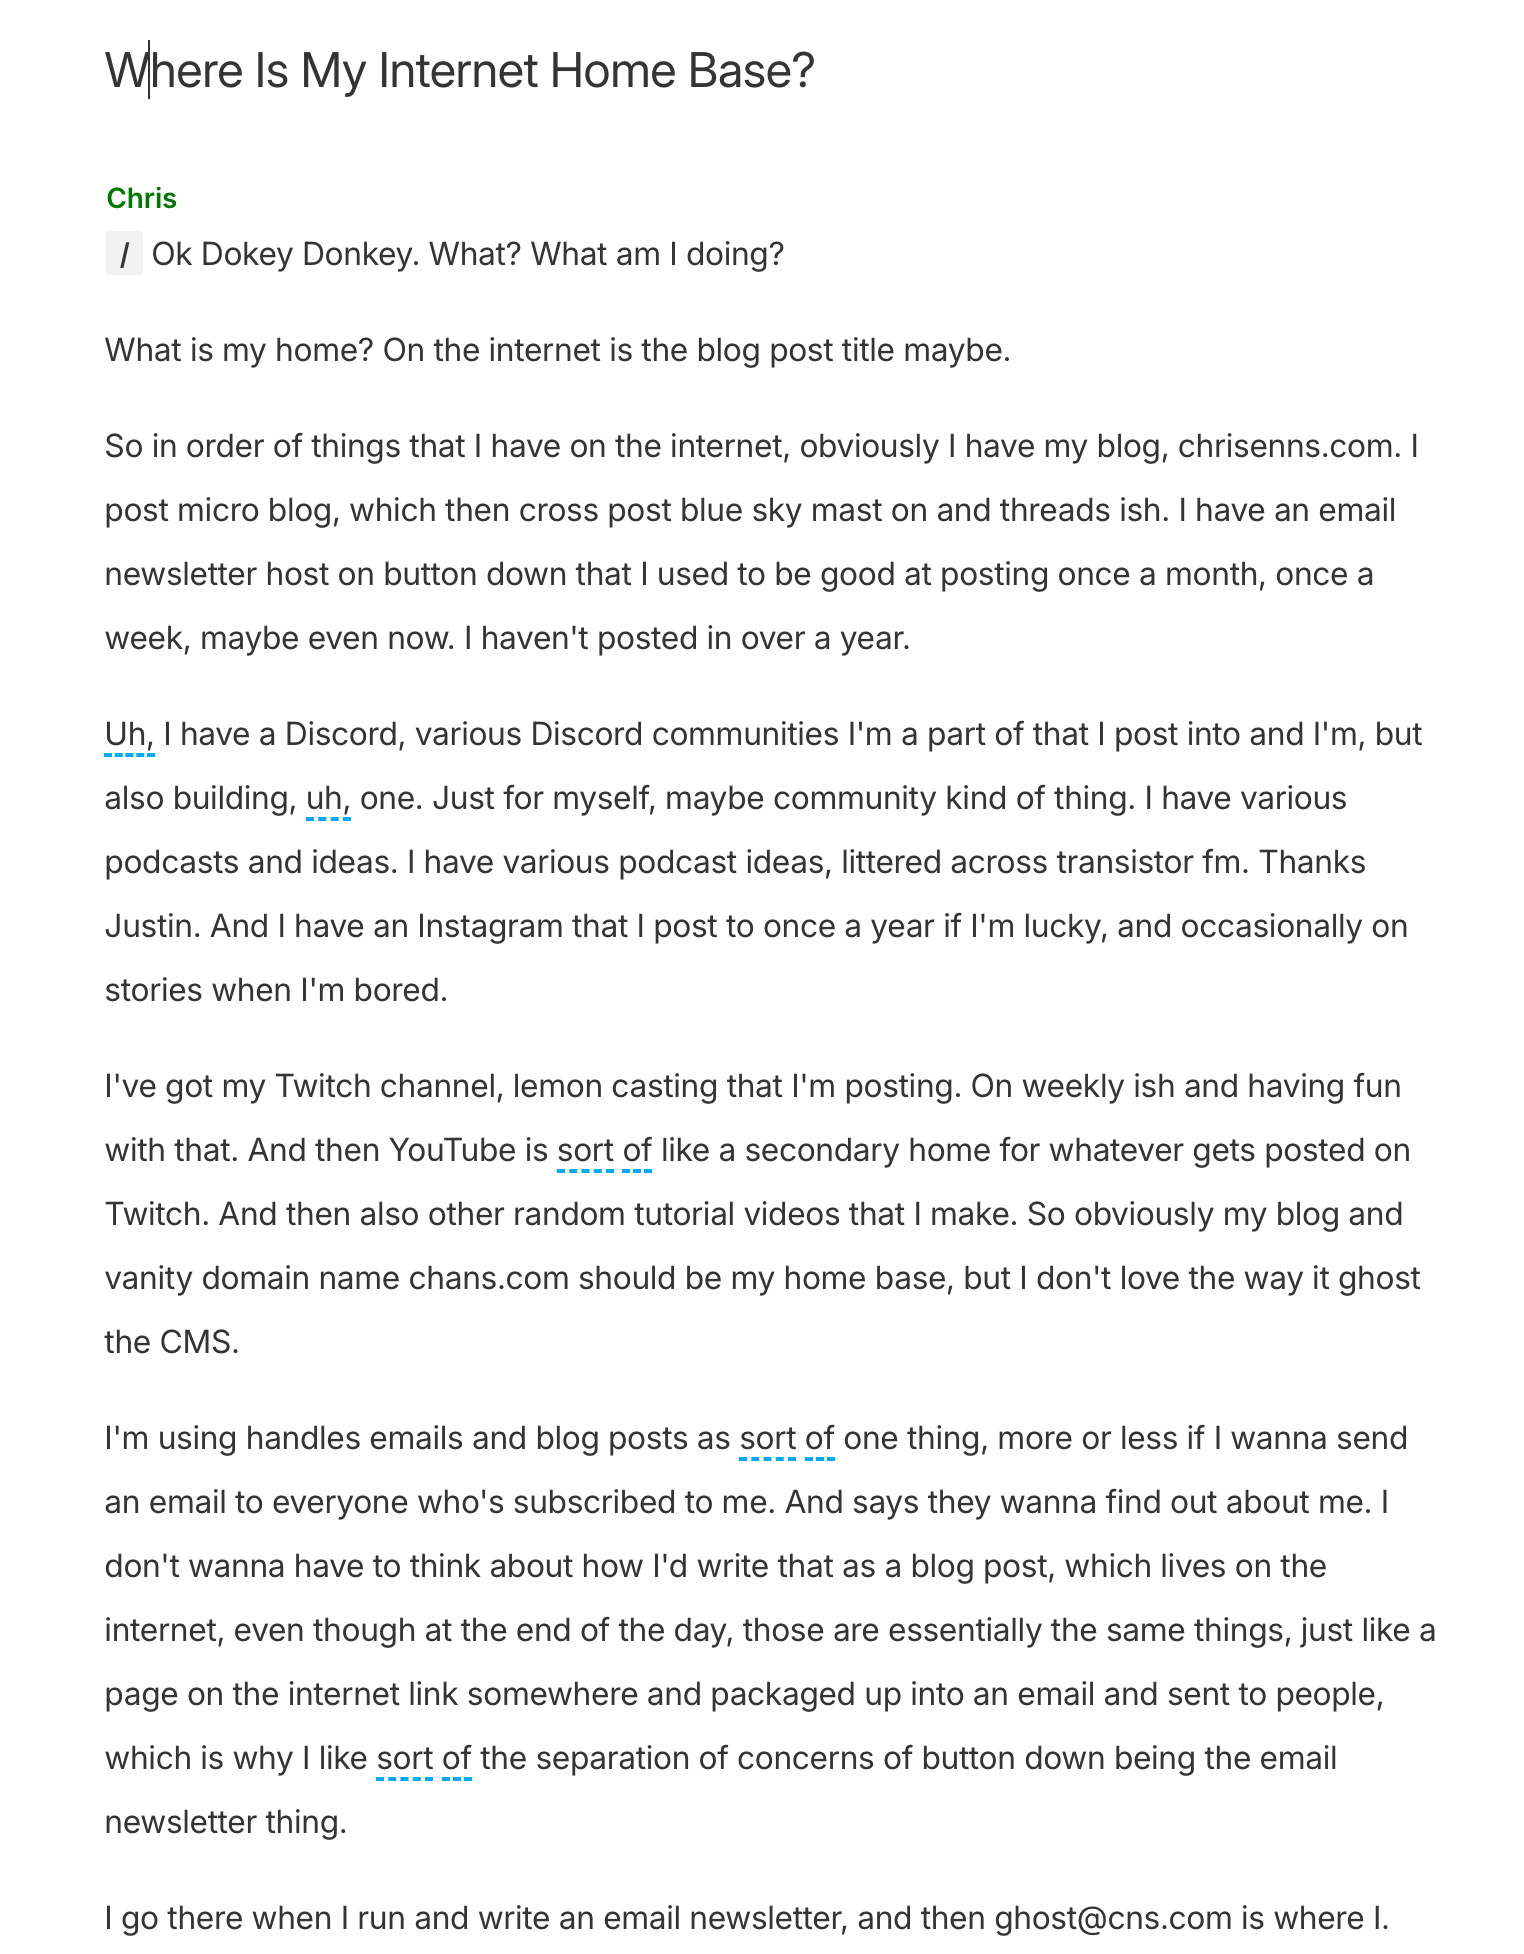 Where Is My Internet Home Base?
Chris
/ Ok Dokey Donkey. What? What am I doing?
What is my home? On the internet is the blog post title maybe.
So in order of things that I have on the internet, obviously I have my blog, chrisenns.com. I
post micro blog, which then cross post blue sky mast on and threads ish. I have an email
newsletter host on button down that I used to be good at posting once a month, once a
week, maybe even now. I haven't posted in over a year.
Uh, I have a Discord, various Discord communities I'm a part of that I post into and I'm, but
also building, uh, one. Just for myself, maybe community kind of thing. I have various
podcasts and ideas. I have various podcast ideas, littered across transistor fm. Thanks
Justin. And I have an Instagram that I post to once a year if I'm lucky, and occasionally on
stories when I'm bored.
I've got my Twitch channel, lemon casting that I'm posting. On weekly ish and having fun
with that. And then YouTube is sort of like a secondary home for whatever gets posted on
Twitch. And then also other random tutorial videos that I make. So obviously my blog and
vanity domain name chans.com should be my home base, but I don't love the way it ghost
the CMS.
I'm using handles emails and blog posts as sort of one thing, more or less if I wanna send
an email to everyone who's subscribed to me. And says they wanna find out about me. I
don't wanna have to think about how I'd write that as a blog post, which lives on the
internet, even though at the end of the day, those are essentially the same things, just like a
page on the internet link somewhere and packaged up into an email and sent to people,
which is why I like sort of the separation of concerns of button down being the email
newsletter thing.
I go there when I run and write an email newsletter, and then ghost@cns.com is where I.